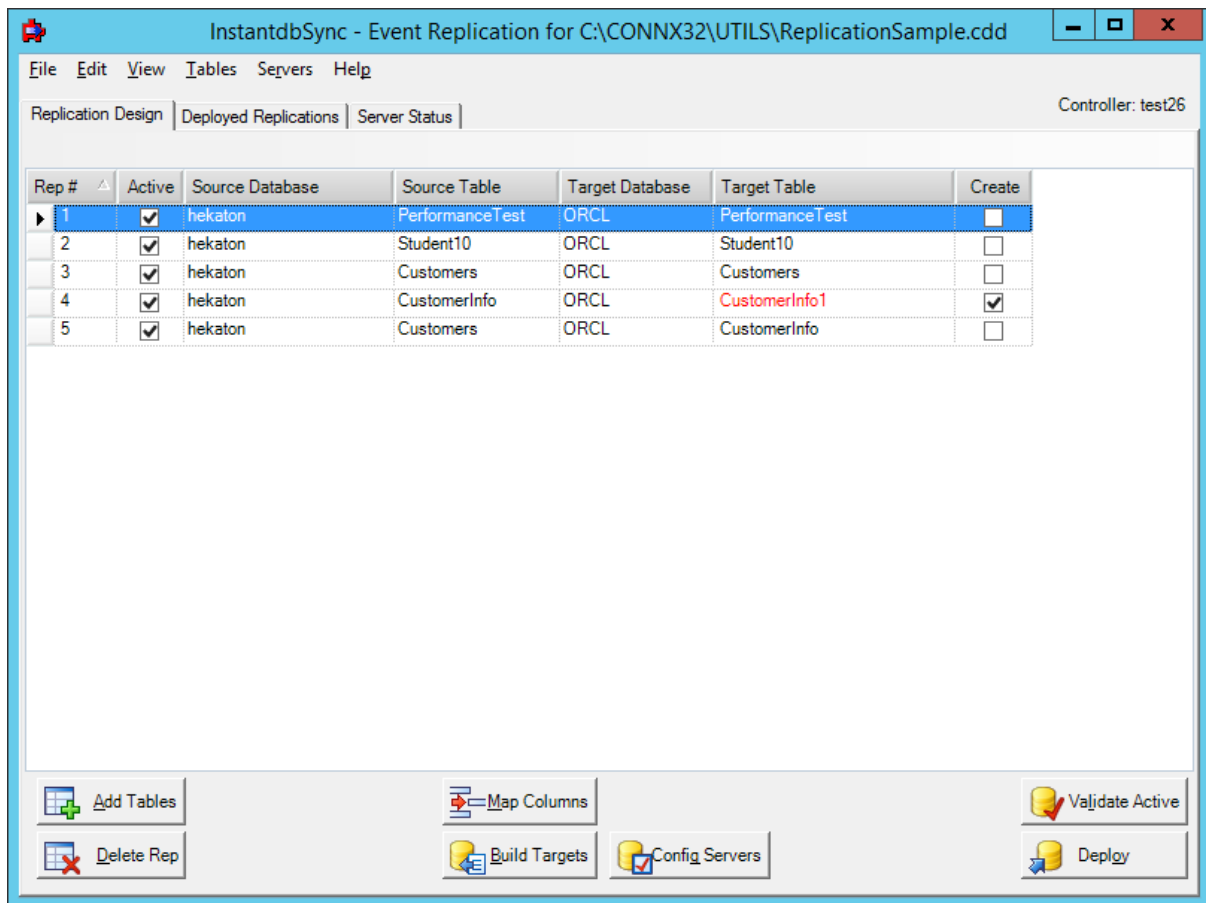 InstantdbSync - Event Replication for C:\CONNX32\UTILS\ReplicationSample.cdd
File Edit View Tables Servers Help
Replication Design Deployed Replications Server Status Controller: test26
Rep # Active Source Database Source Table Target Database Target Table Create
1 hekaton PerformanceTest ORCL PerformanceTest
2 hekaton Student10 ORCL Student10
3 hekaton Customers ORCL Customers
4 hekaton CustomerInfo ORCL CustomerInfo1
5 hekaton Customers ORCL CustomerInfo
Add Tables Map Columns Validate Active
Delete Rep Build Targets Config Servers Deploy